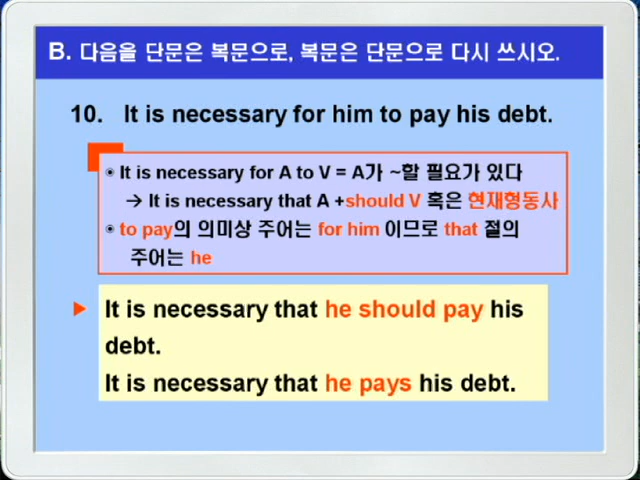 B. 다음을 단문은 복문으로, 복문은 단문으로 다시 쓰시오.
10. It is necessary for him to pay his debt.
◉ It is necessary for A to V = A가 ~할 필요가 있다
→ It is necessary that A +should V 혹은 현재형동사
◉ to pay의 의미상 주어는 for him 이므로 that 절의
주어는 he
▶ It is necessary that he should pay his
debt.
It is necessary that he pays his debt.